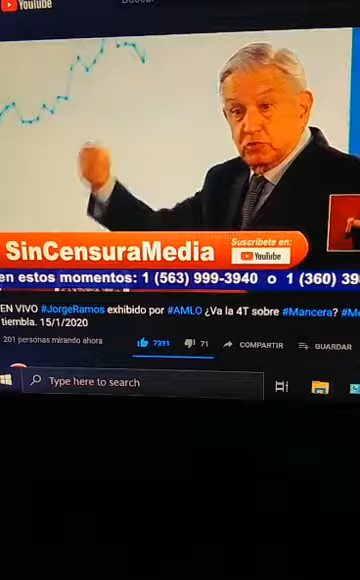 YouTube
SinCensuraMedia
Suscribete en:
YouTube
en estos momentos: 1 (563) 999-3940 o 1 (360) 39
EN VIVO #JorgeRamos exhibido por #AMLO ¿Va la 4T sobre #Mancera? #Me
tiembla. 15/1/2020
201 personas mirando ahora
7391
71
COMPARTIR
GUARDAR
Type here to search